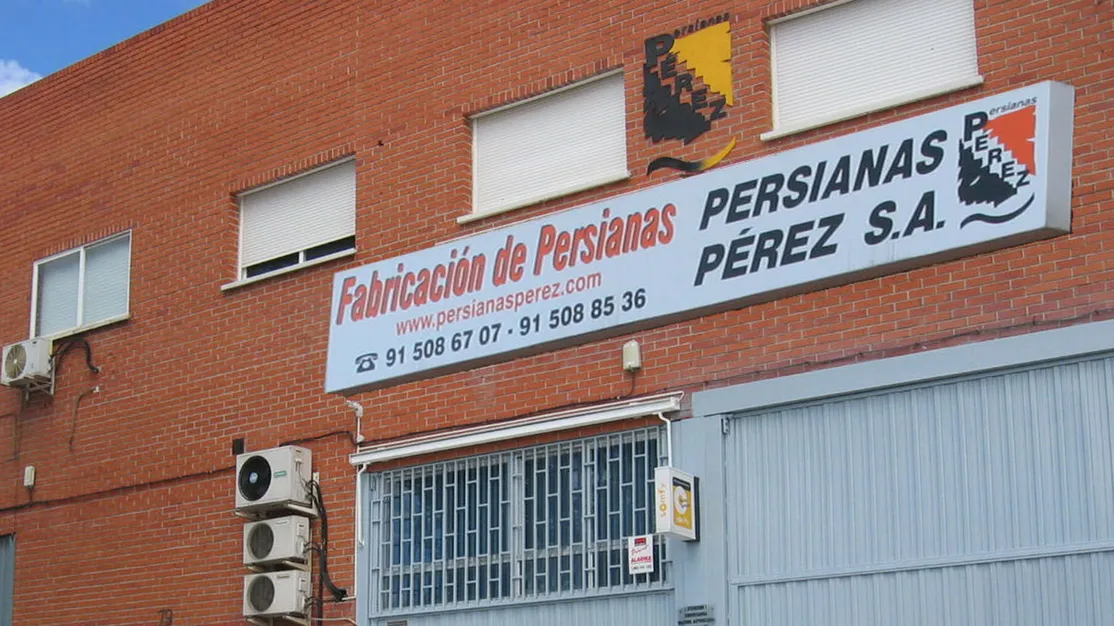 Persianas
PÉREZ
Fabricación de Persianas
www.persianasperez.com
91 508 67 07 - 91 508 85 36
PERSIANAS
PÉREZ S.A.
Persianas
PEREZ
somfy
ALARMA